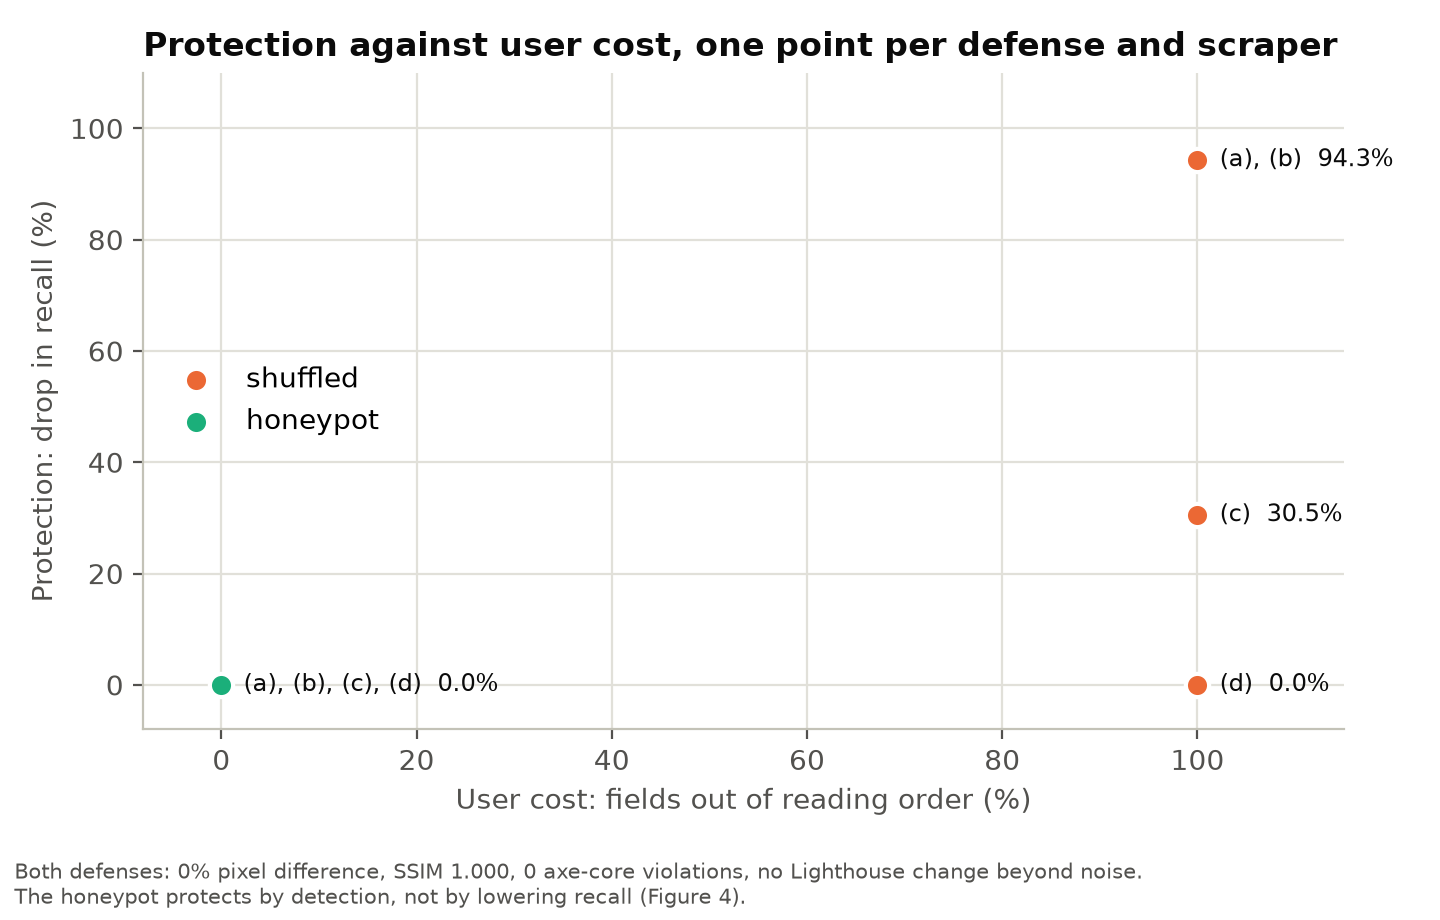 Protection against user cost, one point per defense and scraper
Protection: drop in recall (%)
100
80
60
40
20
0
(a), (b) 94.3%
shuffled
honeypot
(c) 30.5%
(a), (b), (c), (d) 0.0%
(d) 0.0%
0 20 40 60 80 100
User cost: fields out of reading order (%)
Both defenses: 0% pixel difference, SSIM 1.000, 0 axe-core violations, no Lighthouse change beyond noise.
The honeypot protects by detection, not by lowering recall (Figure 4).